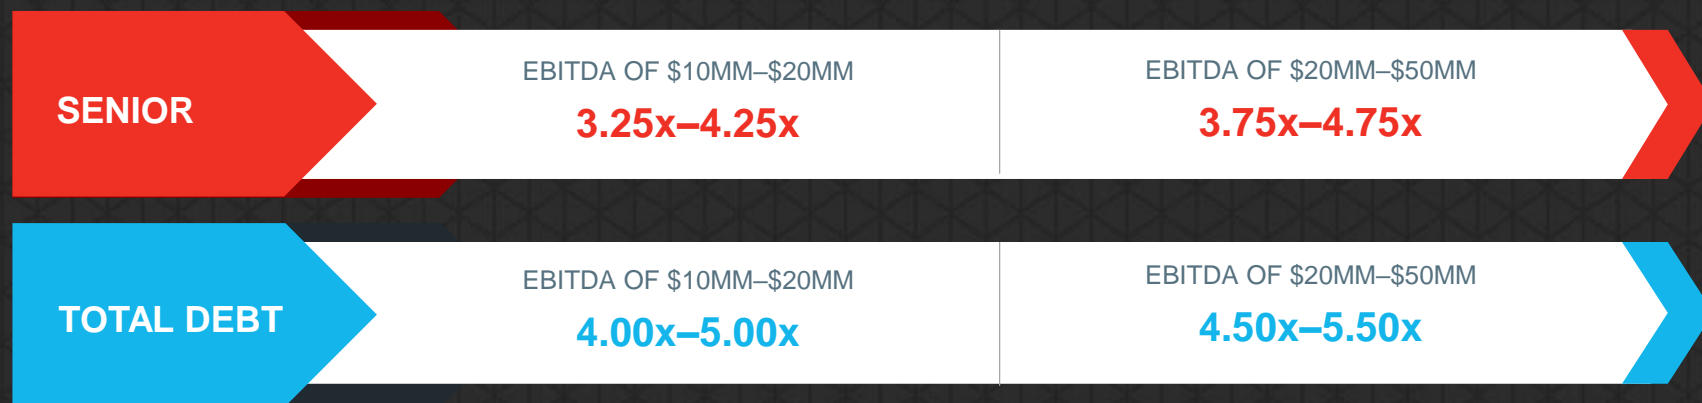 SENIOR
EBITDA OF $10MM–$20MM
3.25x–4.25x
EBITDA OF $20MM–$50MM
3.75x–4.75x
TOTAL DEBT
EBITDA OF $10MM–$20MM
4.00x–5.00x
EBITDA OF $20MM–$50MM
4.50x–5.50x